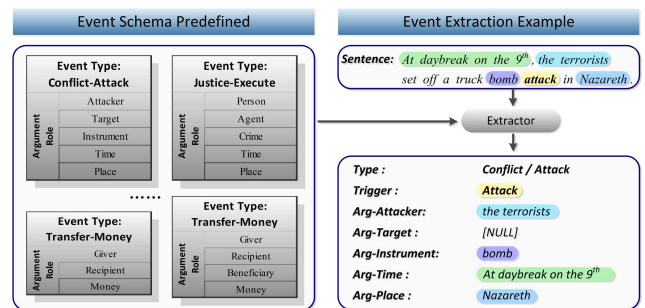 Event Schema Predefined
Event Type:
Conflict-Attack
Argument
Role
Attacker
Target
Instrument
Time
Place
Event Type:
Justice-Execute
Argument
Role
Person
Agent
Crime
Time
Place
......
Event Type:
Transfer-Money
Argument
Role
Giver
Recipient
Money
Event Type:
Transfer-Money
Argument
Role
Giver
Recipient
Beneficiary
Money
Event Extraction Example
Sentence: At daybreak on the 9th, the terrorists
set off a truck bomb attack in Nazareth.
Extractor
Type : Conflict / Attack
Trigger : Attack
Arg-Attacker: the terrorists
Arg-Target : [NULL]
Arg-Instrument: bomb
Arg-Time : At daybreak on the 9th
Arg-Place : Nazareth